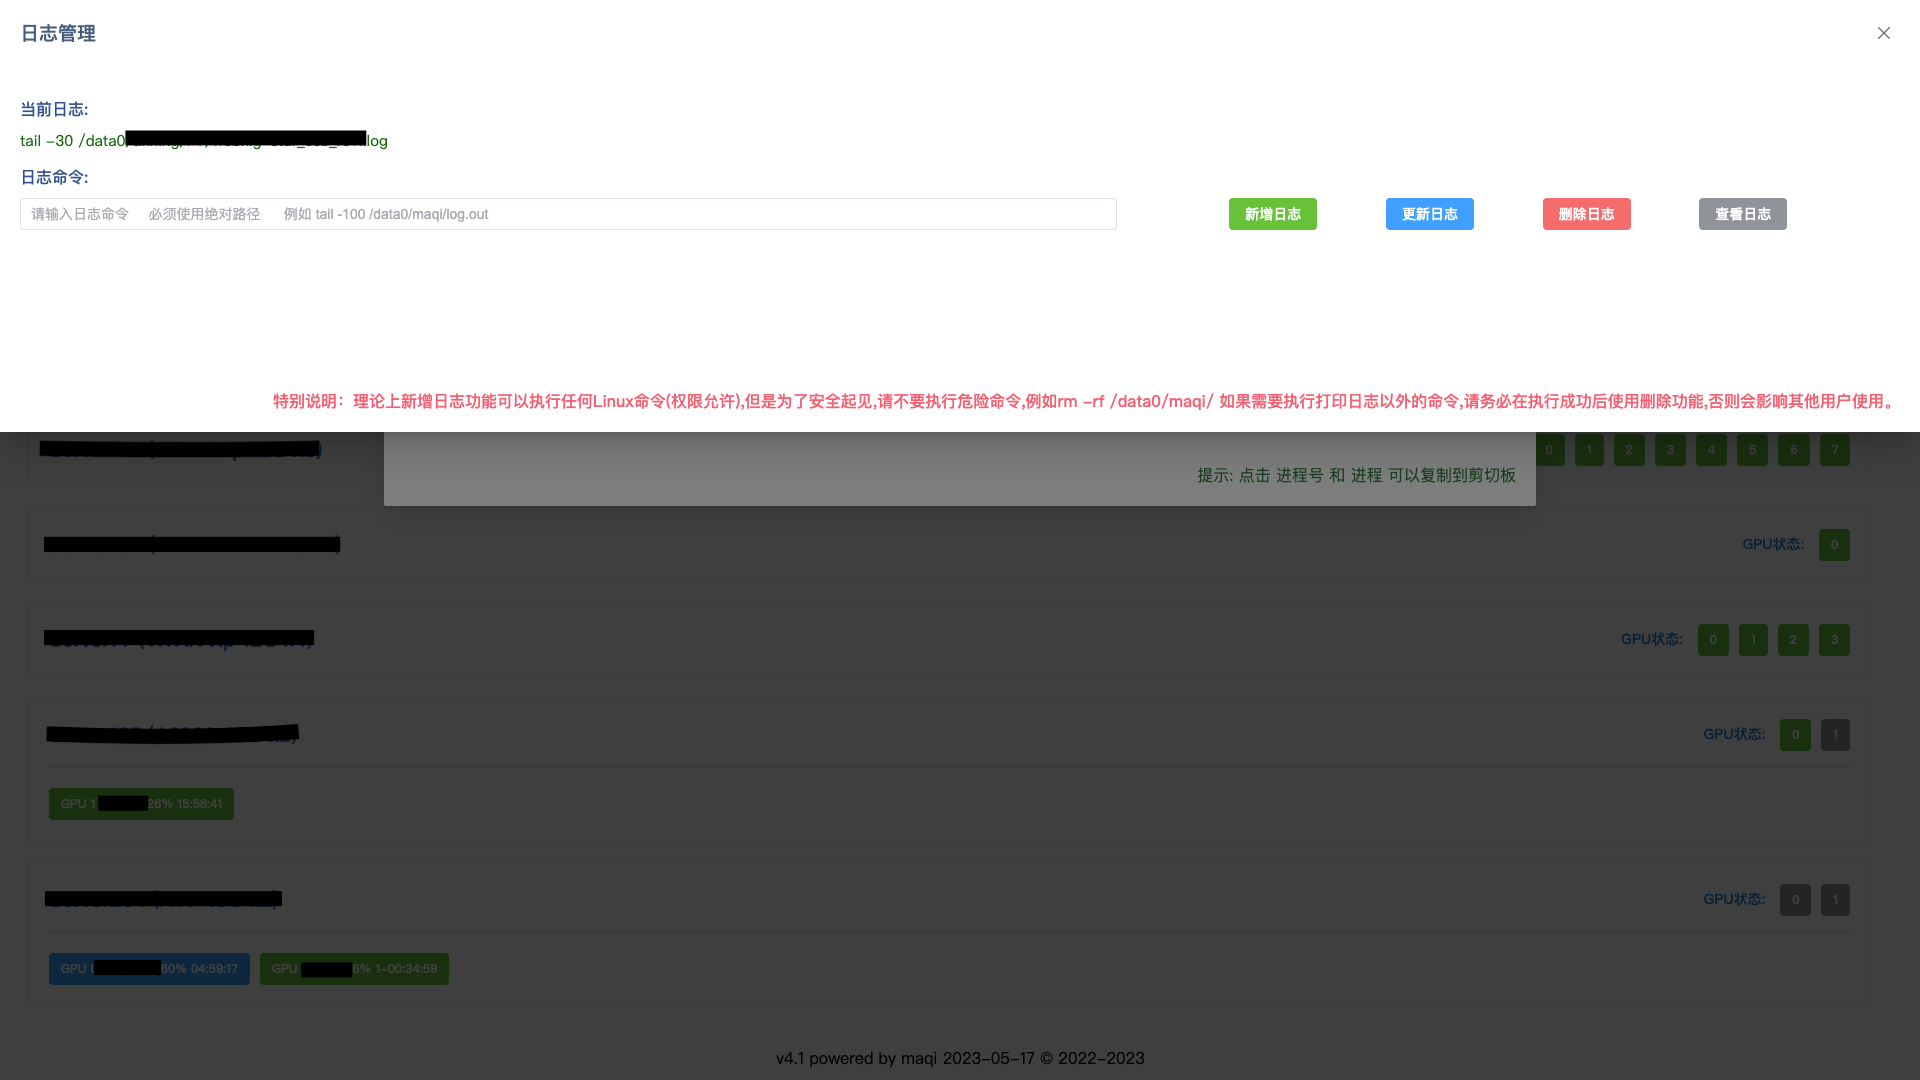 日志管理
当前日志:
tail -30 /data0 log
日志命令:
请输入日志命令 必须使用绝对路径 例如 tail -100 /data0/maqi/log.out
新增日志 更新日志 删除日志 查看日志
特别说明：理论上新增日志功能可以执行任何Linux命令(权限允许),但是为了安全起见,请不要执行危险命令,例如rm -rf /data0/maqi/ 如果需要执行打印日志以外的命令,请务必在执行成功后使用删除功能,否则会影响其他用户使用。
0 1 2 3 4 5 6 7
提示: 点击 进程号 和 进程 可以复制到剪切板
GPU状态: 0
GPU状态: 0 1 2 3
GPU状态: 0 1
GPU 1 26% 15:58:41
GPU状态: 0 1
GPU 60% 04:59:17 GPU 6% 1-00:34:59
v4.1 powered by maqi 2023-05-17 © 2022-2023